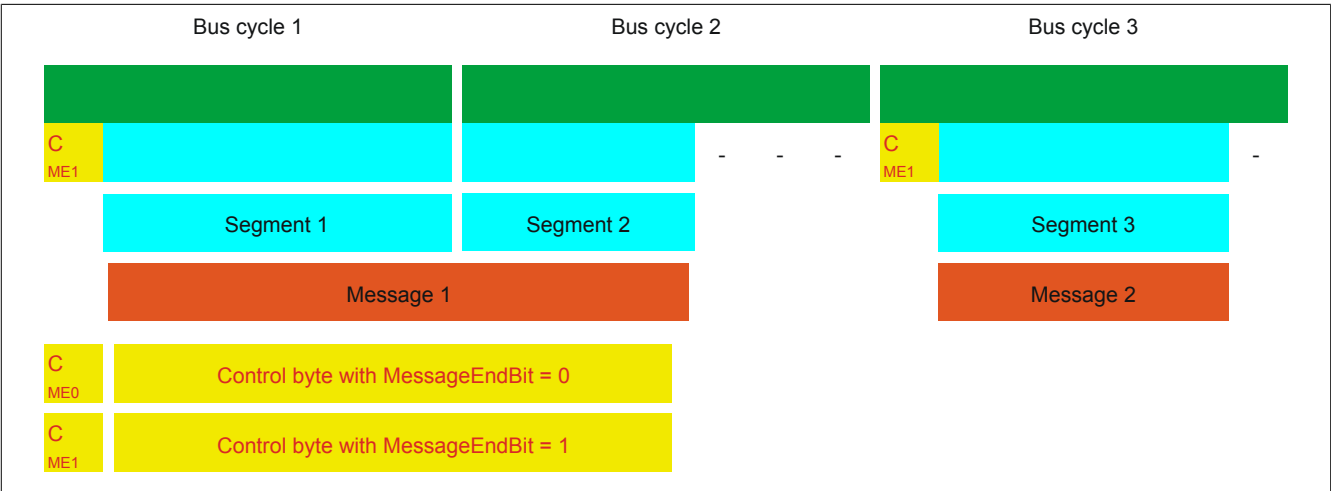 Bus cycle 1 Bus cycle 2 Bus cycle 3
C C
ME1 - - - ME1 -
Segment 1 Segment 2 Segment 3
Message 1 Message 2
C
ME0 Control byte with MessageEndBit = 0
C
ME1 Control byte with MessageEndBit = 1